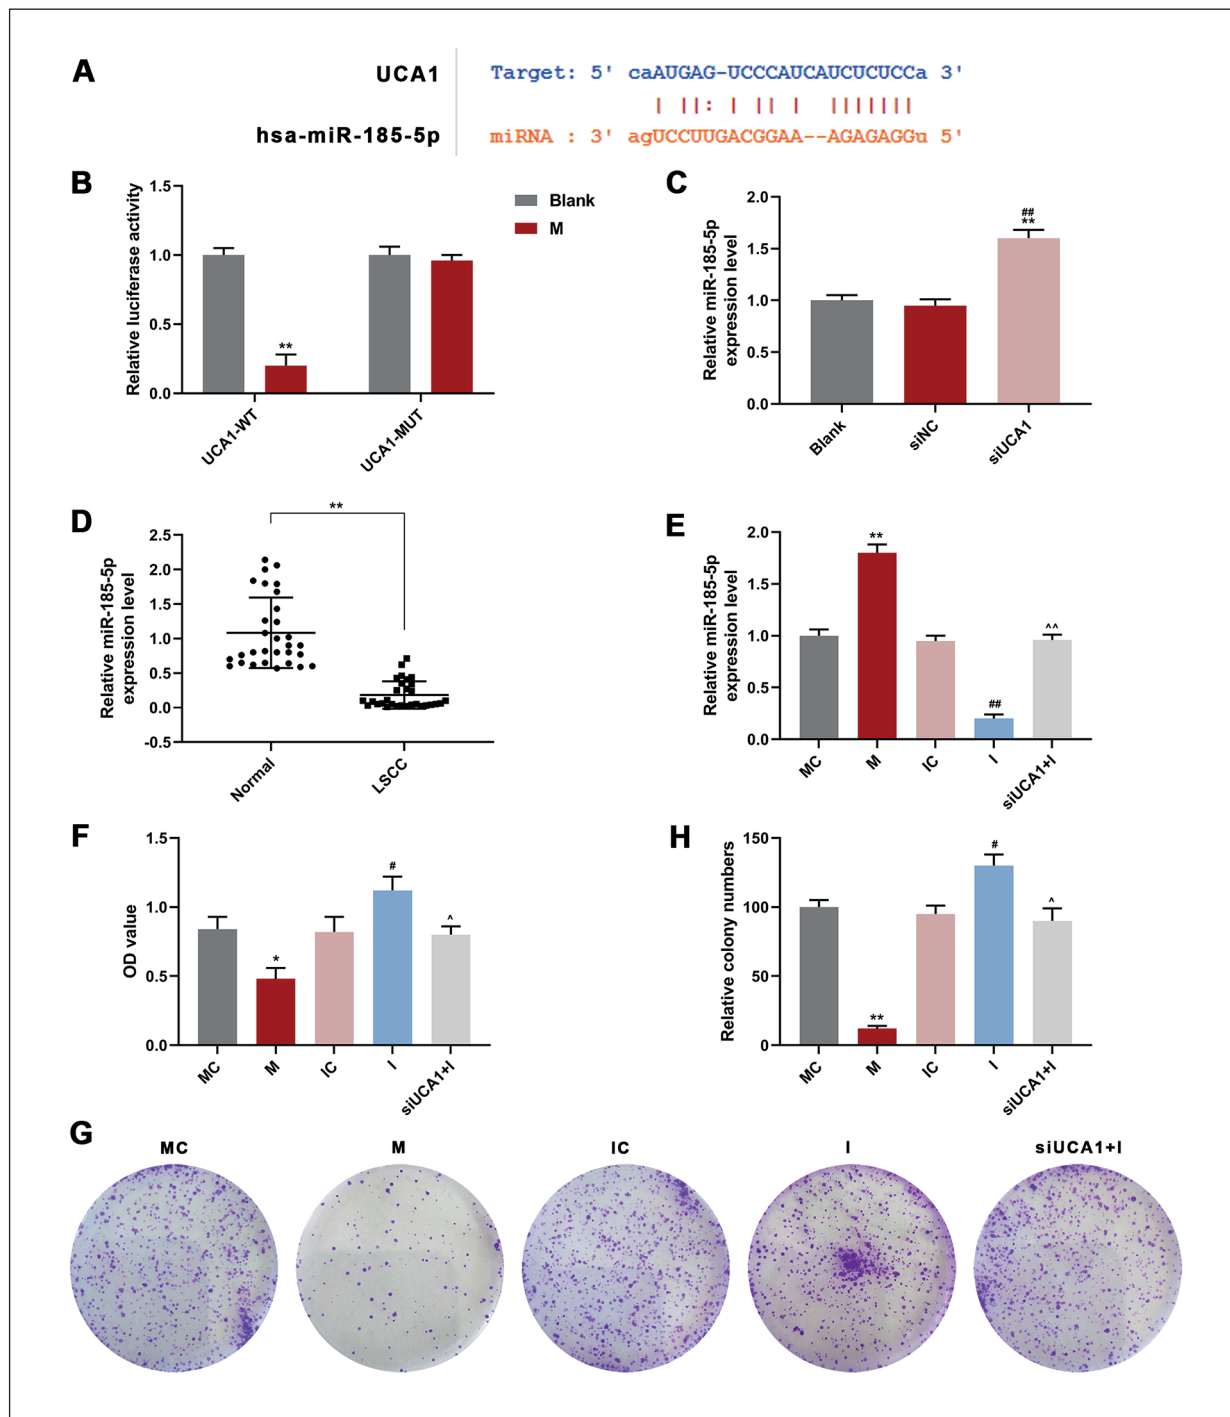 A
UCA1
Target: 5' caAUGAG-UCCCAUCAUCUCUCCa 3'
| ||: | || | |||||||
hsa-miR-185-5p
miRNA : 3' agUCCUUGACGGAA--AGAGAGGu 5'
B
Relative luciferase activity
1.5
1.0
0.5
0.0
**
UCA1-WT
UCA1-MUT
Blank
M
C
Relative miR-185-5p
expression level
2.0
1.5
1.0
0.5
0.0
##
**
Blank
siNC
siUCA1
D
Relative miR-185-5p
expression level
2.5
2.0
1.5
1.0
0.5
0.0
-0.5
**
Normal
LSCC
E
Relative miR-185-5p
expression level
2.0
1.5
1.0
0.5
0.0
**
##
^^
MC
M
IC
I
siUCA1+I
F
OD value
1.5
1.0
0.5
0.0
*
#
^
MC
M
IC
I
siUCA1+I
H
Relative colony numbers
150
100
50
0
**
#
^
MC
M
IC
I
siUCA1+I
G
MC
M
IC
I
siUCA1+I